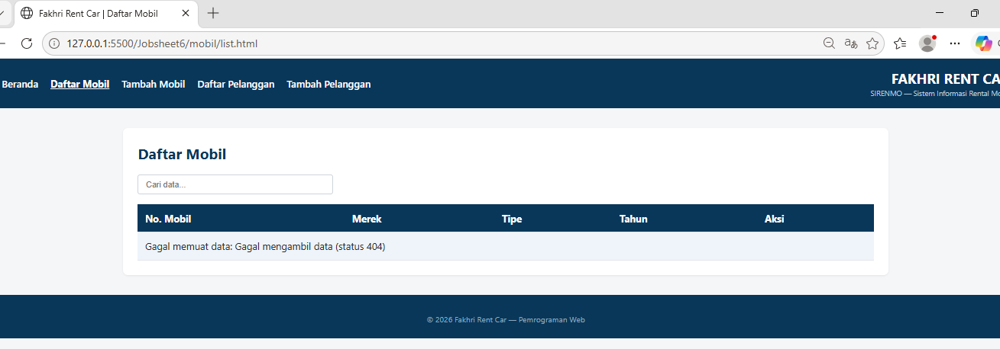 Fakhri Rent Car | Daftar Mobil
127.0.0.1:5500/Jobsheet6/mobil/list.html
Beranda Daftar Mobil Tambah Mobil Daftar Pelanggan Tambah Pelanggan
FAKHRI RENT CA
SIRENMO — Sistem Informasi Rental Mo
Daftar Mobil
Cari data...
No. Mobil Merek Tipe Tahun Aksi
Gagal memuat data: Gagal mengambil data (status 404)
© 2026 Fakhri Rent Car — Pemrograman Web